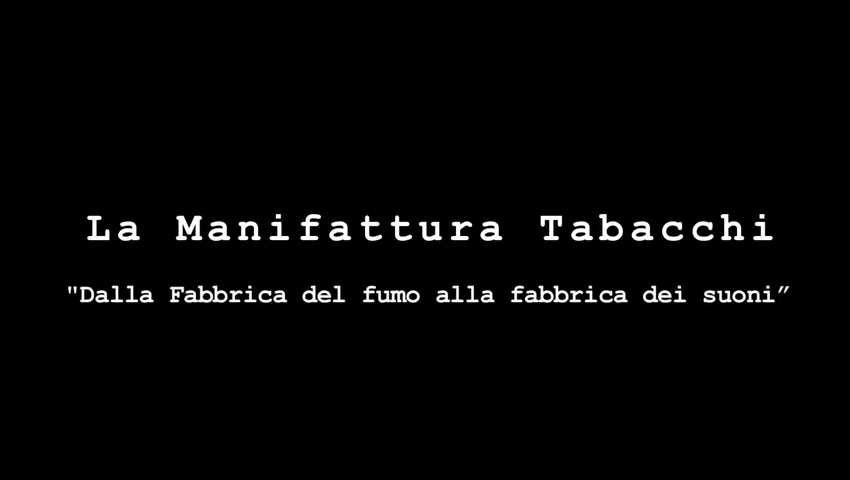 La Manifattura Tabacchi
"Dalla Fabbrica del fumo alla fabbrica dei suoni”